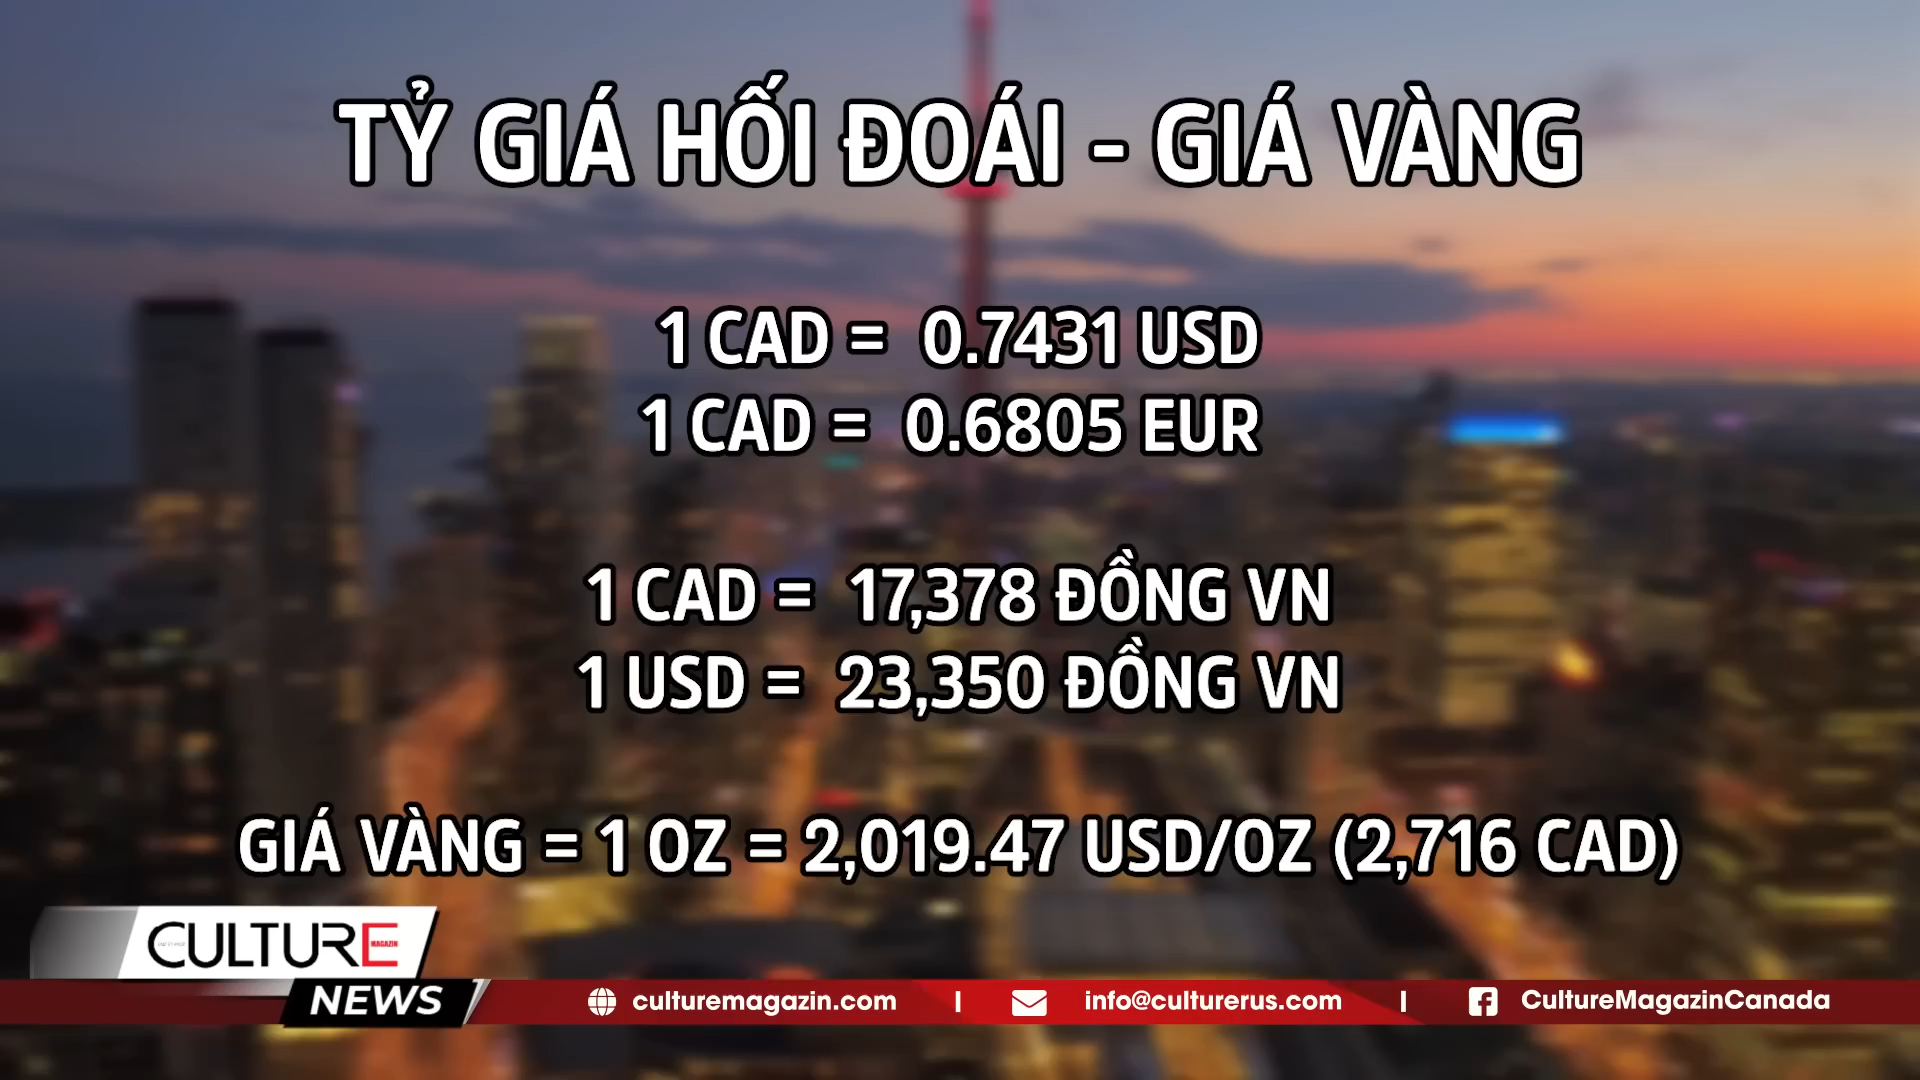 TỶ GIÁ HỐI ĐOÁI - GIÁ VÀNG
1 CAD = 0.7431 USD
1 CAD = 0.6805 EUR
1 CAD = 17,378 ĐỒNG VN
1 USD = 23,350 ĐỒNG VN
GIÁ VÀNG = 1 OZ = 2,019.47 USD/OZ (2,716 CAD)
CULTURE
MAGAZIN
NEWS
culturemagazin.com | info@culturerus.com | CultureMagazinCanada